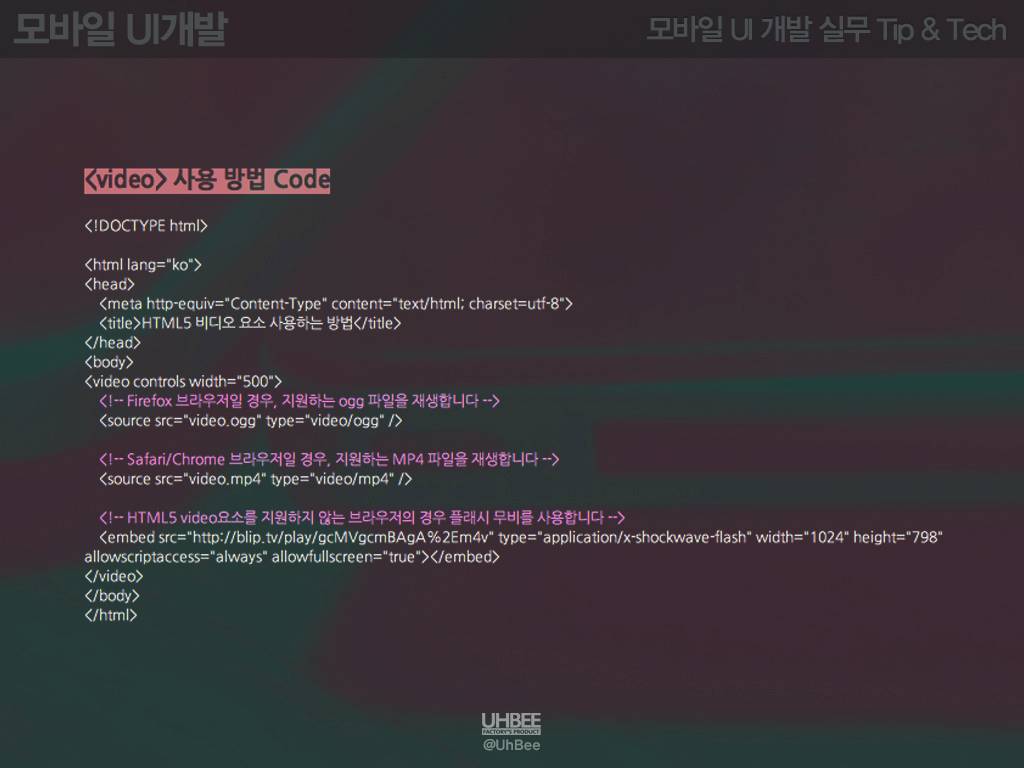 모바일 UI개발
모바일 UI 개발 실무 Tip & Tech
<video> 사용 방법 Code
<!DOCTYPE html>
<html lang="ko">
<head>
<meta http-equiv="Content-Type" content="text/html; charset=utf-8">
<title>HTML5 비디오 요소 사용하는 방법</title>
</head>
<body>
<video controls width="500">
<!-- Firefox 브라우저일 경우, 지원하는 ogg 파일을 재생합니다 -->
<source src="video.ogg" type="video/ogg" />
<!-- Safari/Chrome 브라우저일 경우, 지원하는 MP4 파일을 재생합니다 -->
<source src="video.mp4" type="video/mp4" />
<!-- HTML5 video요소를 지원하지 않는 브라우저의 경우 플래시 무비를 사용합니다 -->
<embed src="http://blip.tv/play/gcMVgcmBAgA%2Em4v" type="application/x-shockwave-flash" width="1024" height="798"
allowscriptaccess="always" allowfullscreen="true"></embed>
</video>
</body>
</html>
UHBEE
FACTORY'S PRODUCT
@UhBee